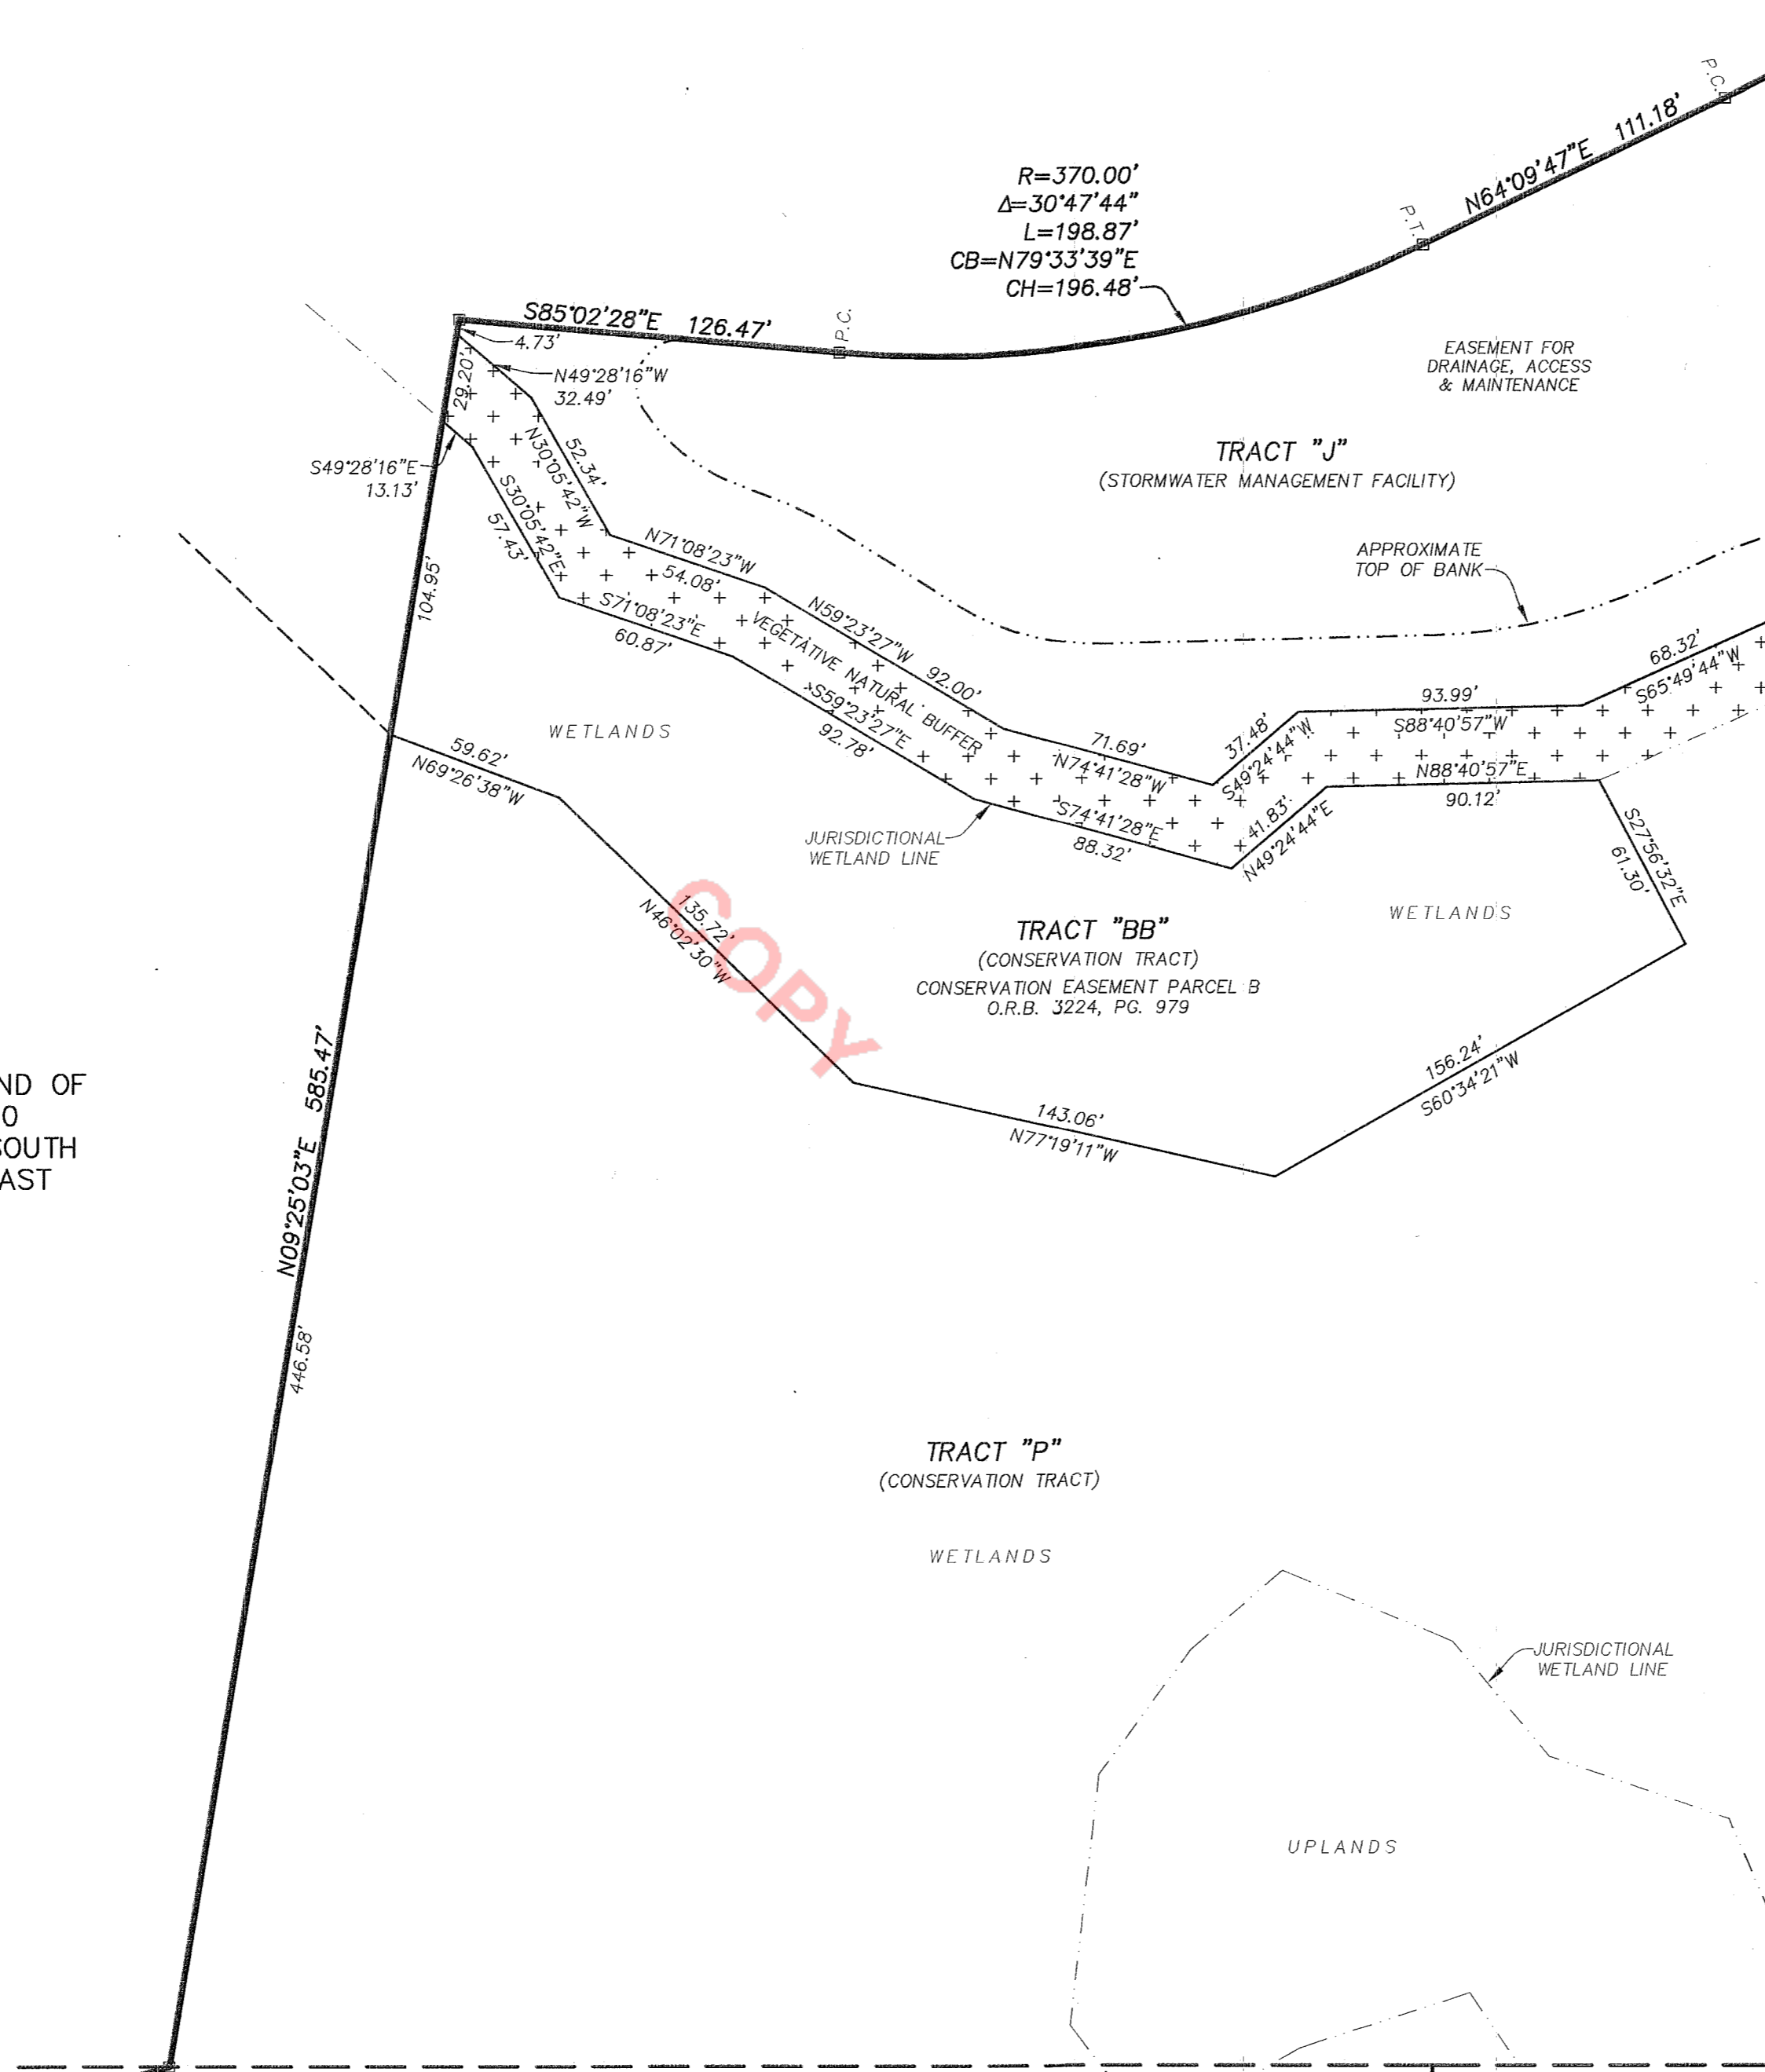 P.C.
N64°09'47"E 111.18'
P.T.
R=370.00'
Δ=30°47'44"
L=198.87'
CB=N79°33'39"E
CH=196.48'
S85°02'28"E 126.47'
P.C.
4.73'
29.20'
N49°28'16"W
32.49'
EASEMENT FOR
DRAINAGE, ACCESS
& MAINTENANCE
TRACT "J"
(STORMWATER MANAGEMENT FACILITY)
S49°28'16"E
13.13'
52.34'
N30°05'42"W
S30°05'42"E
57.43'
N71°08'23"W
54.08'
APPROXIMATE
TOP OF BANK
104.95'
S71°08'23"E
60.87'
VEGETATIVE NATURAL BUFFER
N59°23'27"W 92.00'
S59°23'27"E
92.78'
68.32'
S65°49'44"W
93.99'
S88°40'57"W
37.48'
S49°24'44"W
71.69'
N74°41'28"W
WETLANDS
59.62'
N69°26'38"W
N88°40'57"E
90.12'
41.83'
N49°24'44"E
S74°41'28"E
88.32'
JURISDICTIONAL
WETLAND LINE
S27°56'32"E
61.30'
135.72'
N46°02'30"W
COPY
TRACT "BB"
(CONSERVATION TRACT)
CONSERVATION EASEMENT PARCEL B
O.R.B. 3224, PG. 979
WETLANDS
156.24'
S60°34'21"W
143.06'
N77°19'11"W
ND OF
0
SOUTH
AST
N09°25'03"E 585.47'
446.58'
TRACT "P"
(CONSERVATION TRACT)
WETLANDS
JURISDICTIONAL
WETLAND LINE
UPLANDS